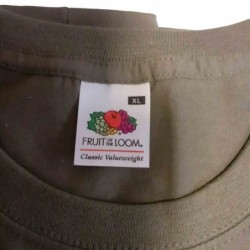 XL
FRUIT OF THE LOOM®
Classic Valueweight